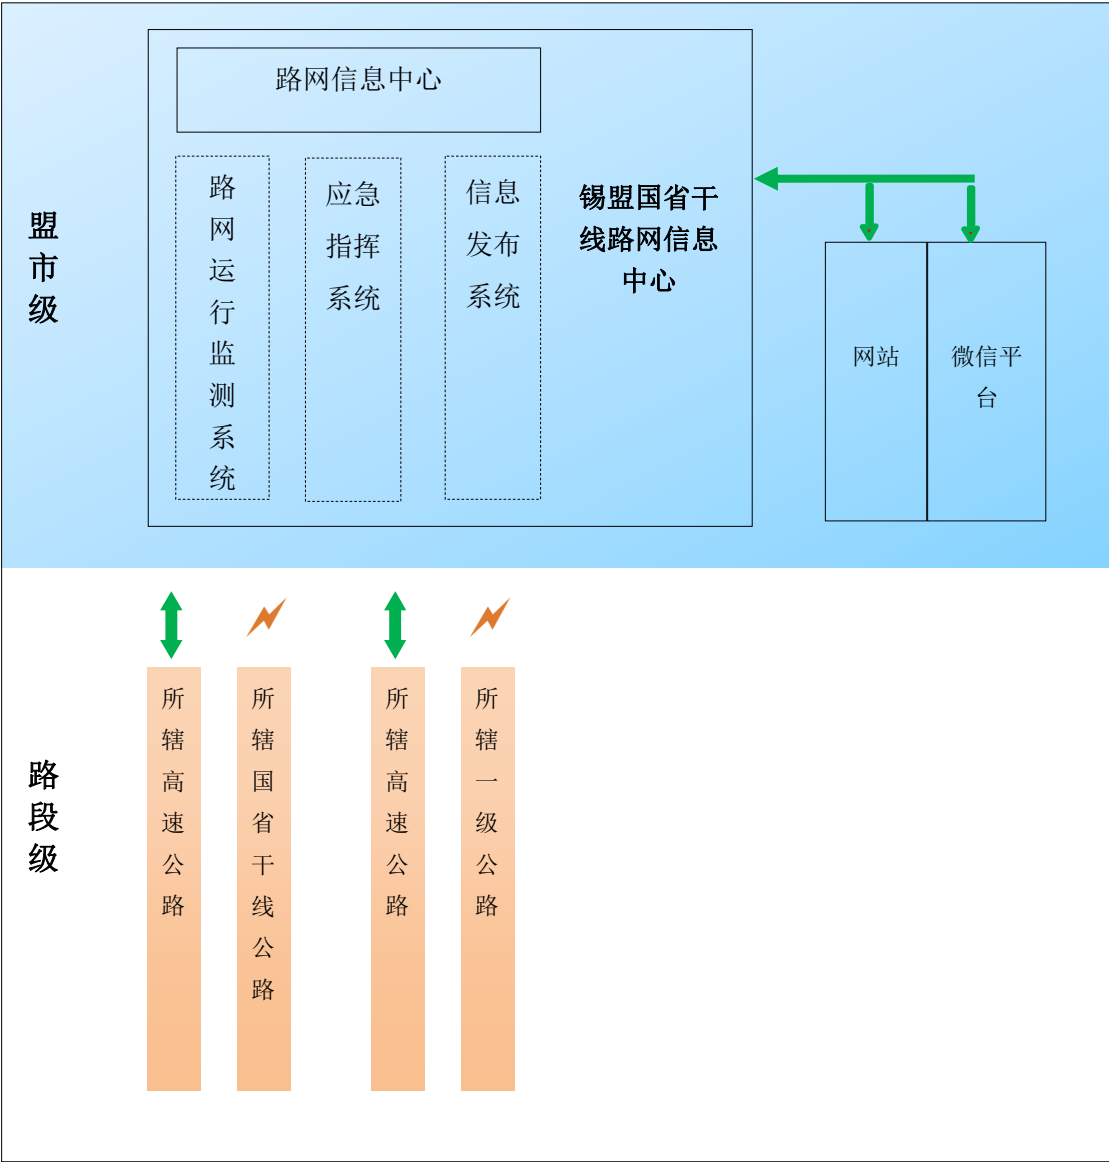 路网信息中心
路
网
运
行
监
测
系
统
应急
指挥
系统
信息
发布
系统
锡盟国省干
线路网信息
中心
盟
市
级
网站
微信平
台
路
段
级
所
辖
高
速
公
路
所
辖
国
省
干
线
公
路
所
辖
高
速
公
路
所
辖
一
级
公
路